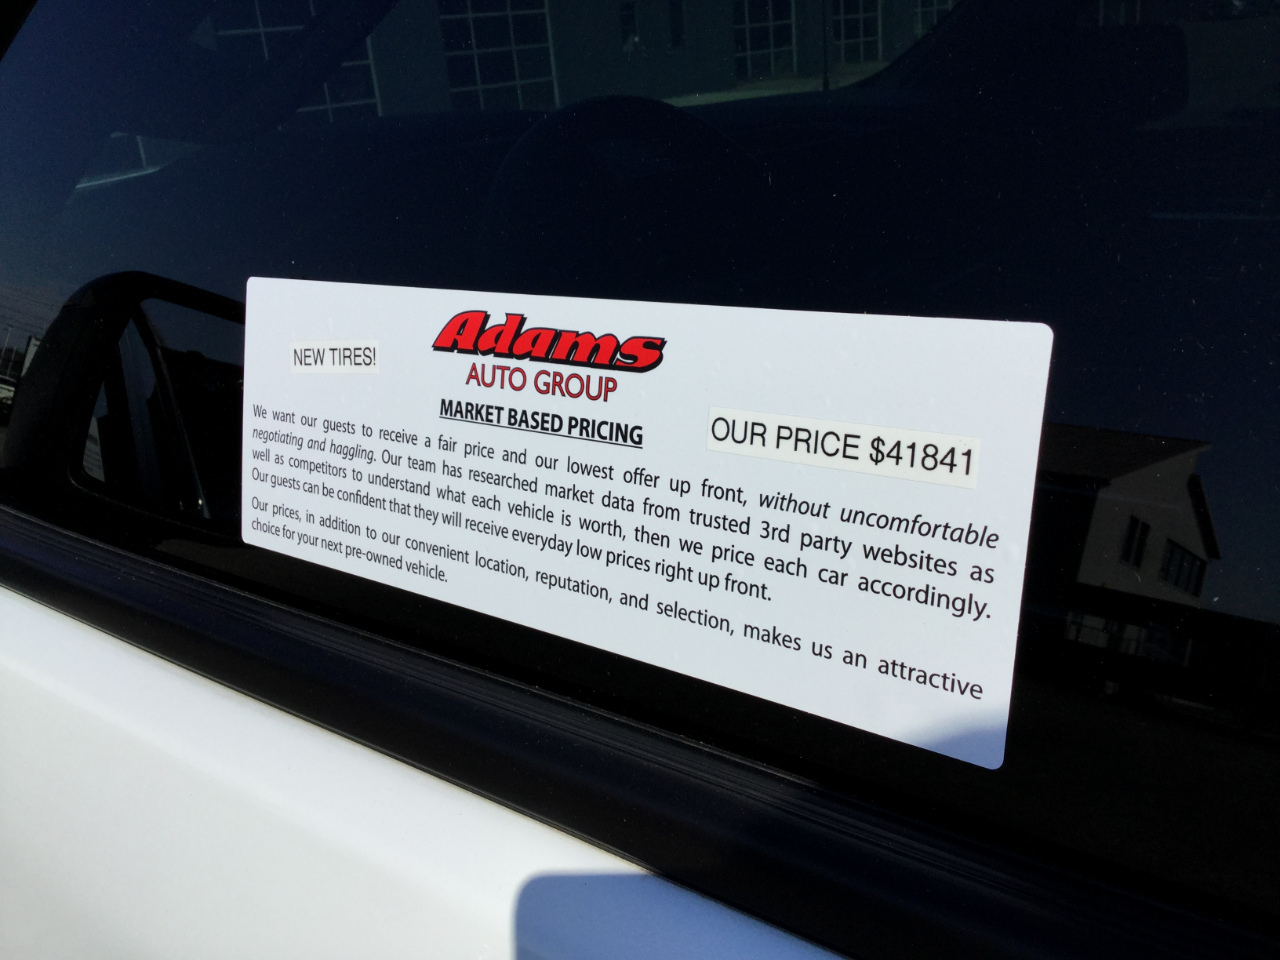 Adams
AUTO GROUP
NEW TIRES!
MARKET BASED PRICING
OUR PRICE $41841
We want our guests to receive a fair price and our lowest offer up front, without uncomfortable
negotiating and haggling. Our team has researched market data from trusted 3rd party websites as
well as competitors to understand what each vehicle is worth, then we price each car accordingly.
Our guests can be confident that they will receive everyday low prices right up front.
Our prices, in addition to our convenient location, reputation, and selection, makes us an attractive
choice for your next pre-owned vehicle.